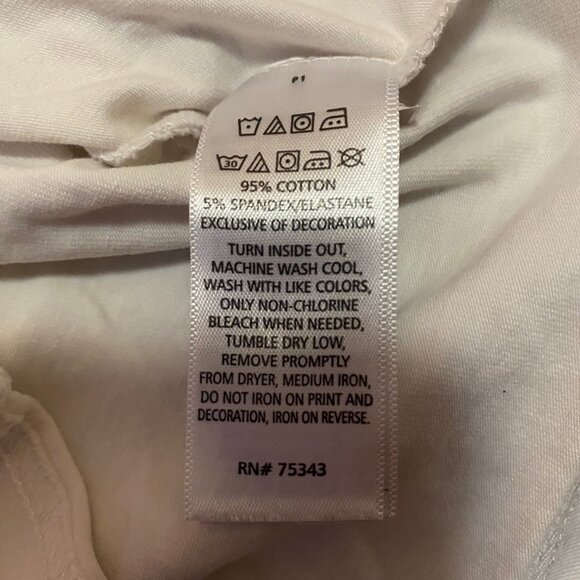 P1
30
95% COTTON
5% SPANDEX/ELASTANE
EXCLUSIVE OF DECORATION
TURN INSIDE OUT,
MACHINE WASH COOL,
WASH WITH LIKE COLORS,
ONLY NON-CHLORINE
BLEACH WHEN NEEDED,
TUMBLE DRY LOW,
REMOVE PROMPTLY
FROM DRYER, MEDIUM IRON,
DO NOT IRON ON PRINT AND
DECORATION, IRON ON REVERSE.
RN# 75343